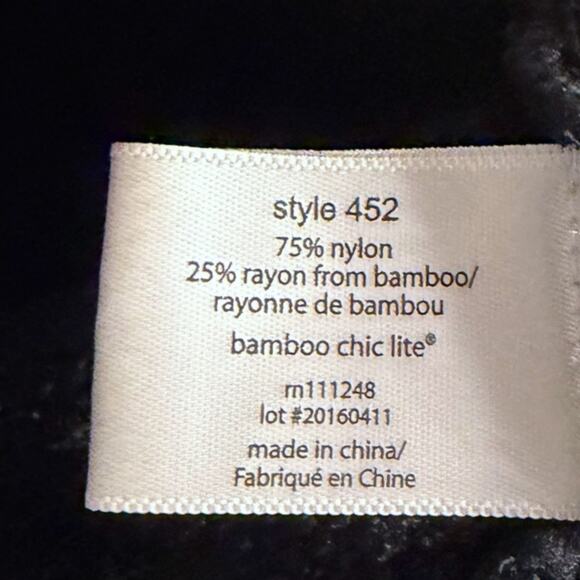 style 452
75% nylon
25% rayon from bamboo/
rayonne de bambou
bamboo chic lite®
rn111248
lot #20160411
made in china/
Fabriqué en Chine